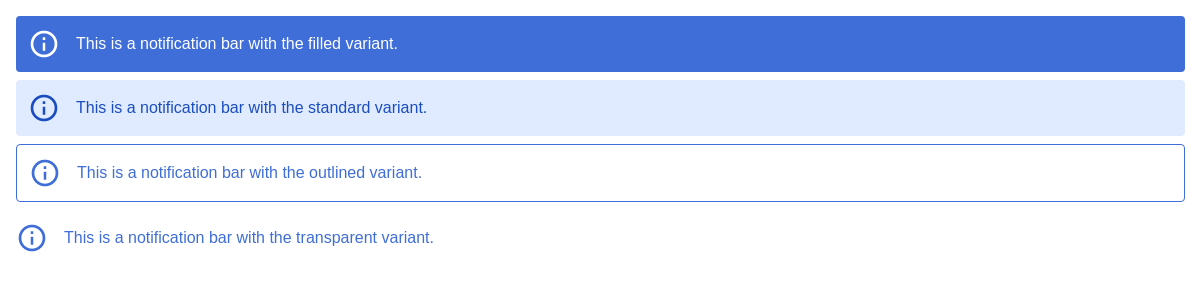 This is a notification bar with the filled variant.
This is a notification bar with the standard variant.
This is a notification bar with the outlined variant.
This is a notification bar with the transparent variant.